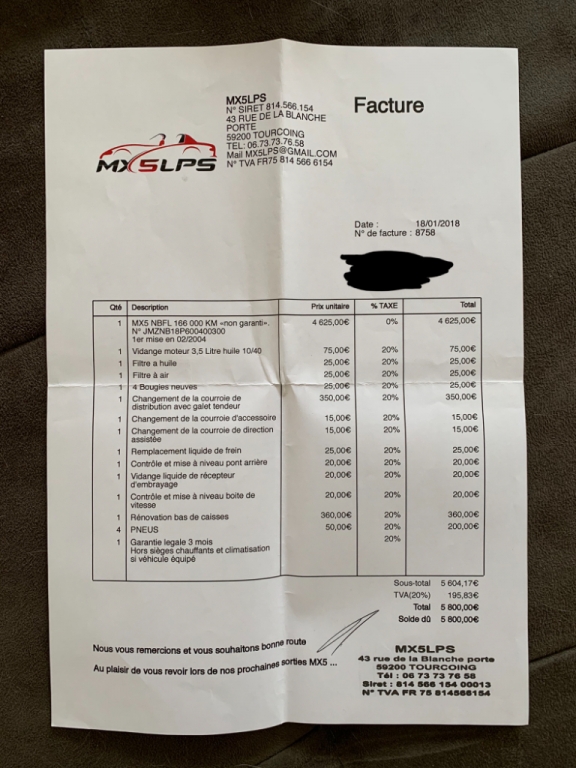 MX5LPS
N° SIRET 814.566.154
43 RUE DE LA BLANCHE
PORTE
59200 TOURCOING
TEL: 06.73.73.76.58
Mail MX5LPS@GMAIL.COM
N° TVA FR75 814 566 6154
Facture
MX5LPS
Date : 18/01/2018
N° de facture : 8758
Qté Description Prix unitaire % TAXE Total
1 MX5 NBFL 166 000 KM «non garanti». 4 625,00€ 0% 4 625,00€
N° JMZNB18P600400300
1er mise en 02/2004
1 Vidange moteur 3,5 Litre huile 10/40 75,00€ 20% 75,00€
1 Filtre a huile 25,00€ 20% 25,00€
1 Filtre à air 25,00€ 20% 25,00€
1 4 Bougies neuves 25,00€ 20% 25,00€
1 Changement de la courroie de 350,00€ 20% 350,00€
distribution avec galet tendeur
1 Changement de la courroie d'accessoire 15,00€ 20% 15,00€
1 Changement de la courroie de direction 15,00€ 20% 15,00€
assistée
1 Remplacement liquide de frein 25,00€ 20% 25,00€
1 Contrôle et mise à niveau pont arrière 20,00€ 20% 20,00€
1 Vidange liquide de récepteur 20,00€ 20% 20,00€
d'embrayage
1 Contrôle et mise à niveau boite de 20,00€ 20% 20,00€
vitesse
1 Rénovation bas de caisses 360,00€ 20% 360,00€
4 PNEUS 50,00€ 20% 200,00€
1 Garantie legale 3 mois 20%
Hors sièges chauffants et climatisation
si véhicule équipé
Sous-total 5 604,17€
TVA(20%) 195,83€
Total 5 800,00€
Solde dû 5 800,00€
Nous vous remercions et vous souhaitons bonne route
Au plaisir de vous revoir lors de nos prochaines sorties MX5 ...
MX5LPS
43 rue de la Blanche porte
59200 TOURCOING
Tél : 06 73 73 76 58
Siret : 814 566 154 00013
N° TVA FR 75 814566154